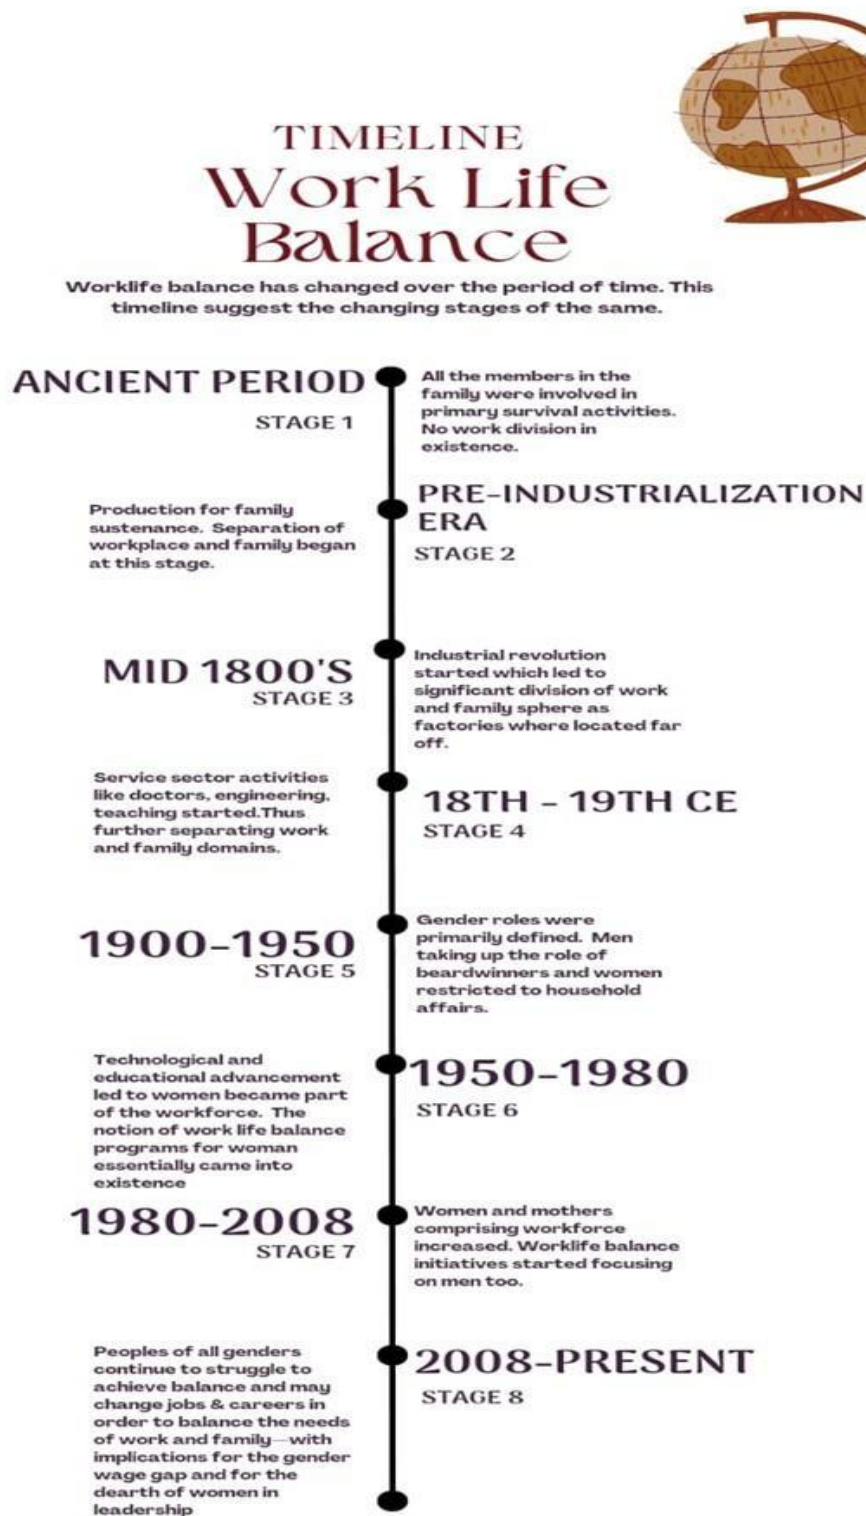 TIMELINE
Work Life
Balance
Worklife balance has changed over the period of time. This
timeline suggest the changing stages of the same.
ANCIENT PERIOD
STAGE 1
All the members in the
family were involved in
primary survival activities.
No work division in
existence.
PRE-INDUSTRIALIZATION
ERA
STAGE 2
Production for family
sustenance. Separation of
workplace and family began
at this stage.
MID 1800'S
STAGE 3
Industrial revolution
started which led to
significant division of work
and family sphere as
factories where located far
off.
18TH - 19TH CE
STAGE 4
Service sector activities
like doctors, engineering,
teaching started.Thus
further separating work
and family domains.
1900-1950
STAGE 5
Gender roles were
primarily defined. Men
taking up the role of
beardwinners and women
restricted to household
affairs.
1950-1980
STAGE 6
Technological and
educational advancement
led to women became part
of the workforce. The
notion of work life balance
programs for woman
essentially came into
existence
1980-2008
STAGE 7
Women and mothers
comprising workforce
increased. Worklife balance
initiatives started focusing
on men too.
2008-PRESENT
STAGE 8
Peoples of all genders
continue to struggle to
achieve balance and may
change jobs & careers in
order to balance the needs
of work and family—with
implications for the gender
wage gap and for the
dearth of women in
leadership